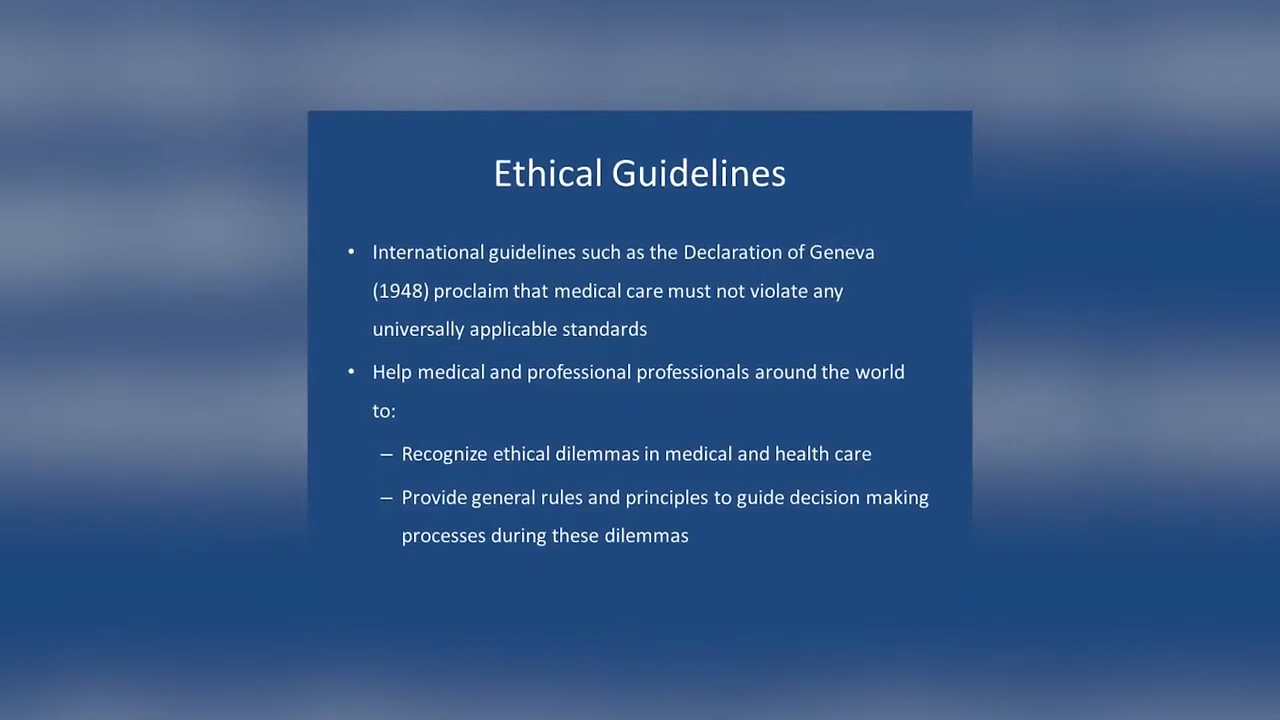 Ethical Guidelines
• International guidelines such as the Declaration of Geneva
(1948) proclaim that medical care must not violate any
universally applicable standards
• Help medical and professional professionals around the world
to:
– Recognize ethical dilemmas in medical and health care
– Provide general rules and principles to guide decision making
processes during these dilemmas